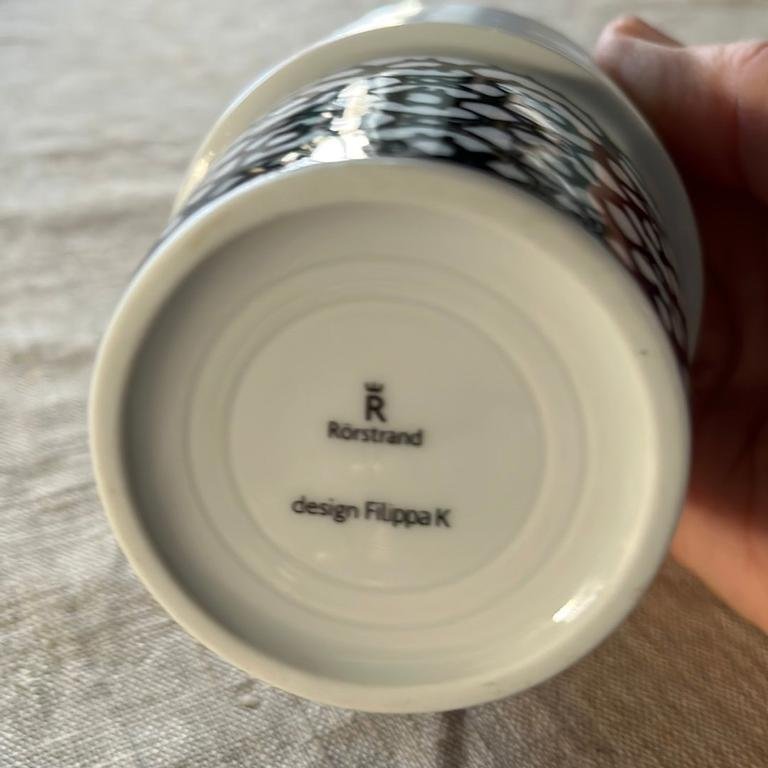 R
Rörstrand
design Filippa K